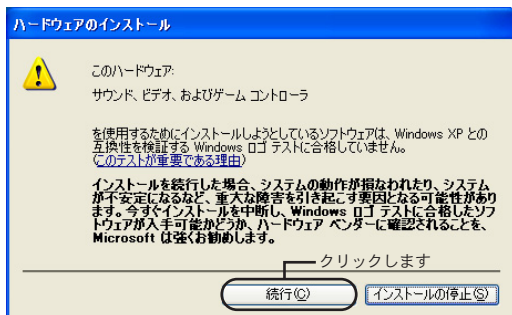 ハードウェアのインストール
このハードウェア:
サウンド、ビデオ、およびゲーム コントローラ
を使用するためにインストールしようとしているソフトウェアは、Windows XP との
互換性を検証する Windows ロゴ テストに合格していません。
(このテストが重要である理由)
インストールを続行した場合、システムの動作が損なわれたり、システム
が不安定になるなど、重大な障害を引き起こす要因となる可能性があり
ます。今すぐインストールを中断し、Windows ロゴ テストに合格したソフ
トウェアが入手可能かどうか、ハードウェア ベンダーに確認されることを、
Microsoft は強くお勧めします。
クリックします
続行(C)
インストールの停止(S)